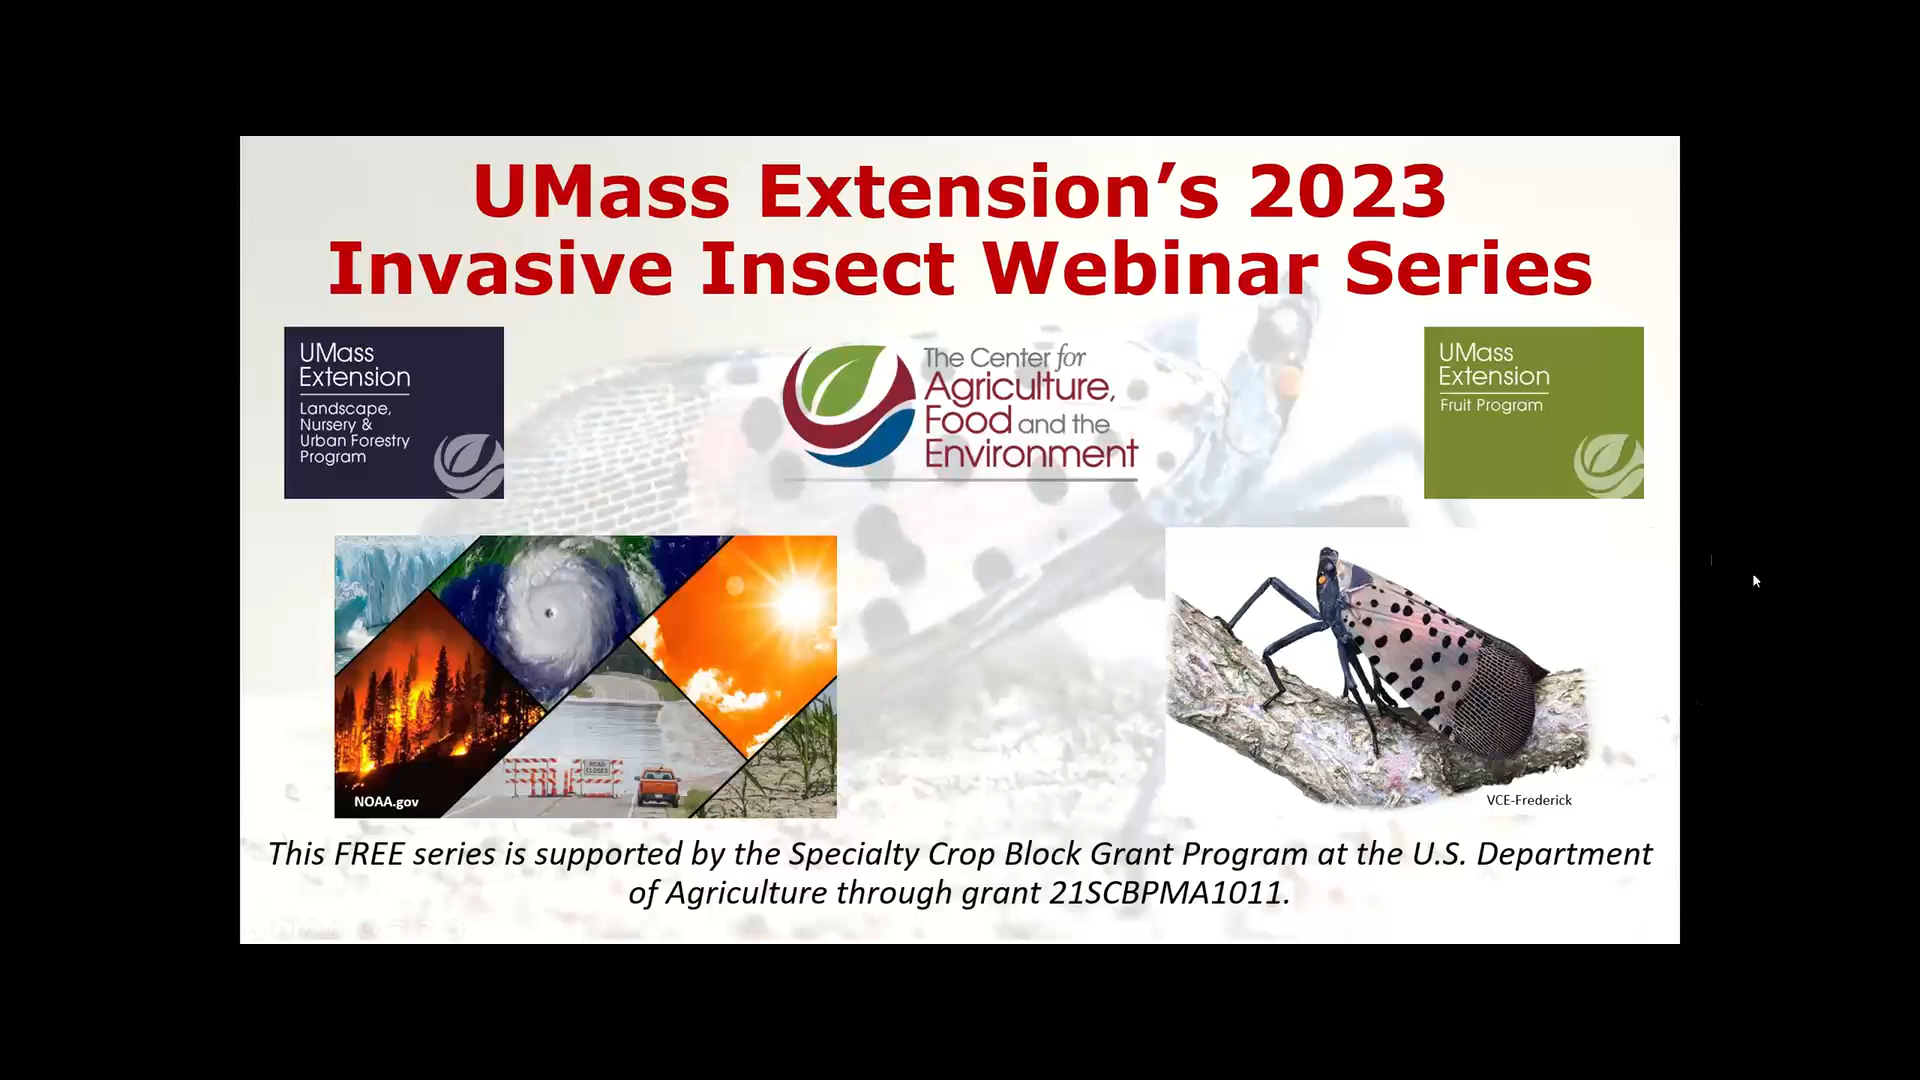 UMass Extension’s 2023
Invasive Insect Webinar Series
UMass
Extension
Landscape,
Nursery &
Urban Forestry
Program
The Center for
Agriculture,
Food and the
Environment
UMass
Extension
Fruit Program
ROAD
CLOSED
NOAA.gov
VCE-Frederick
This FREE series is supported by the Specialty Crop Block Grant Program at the U.S. Department
of Agriculture through grant 21SCBPMA1011.